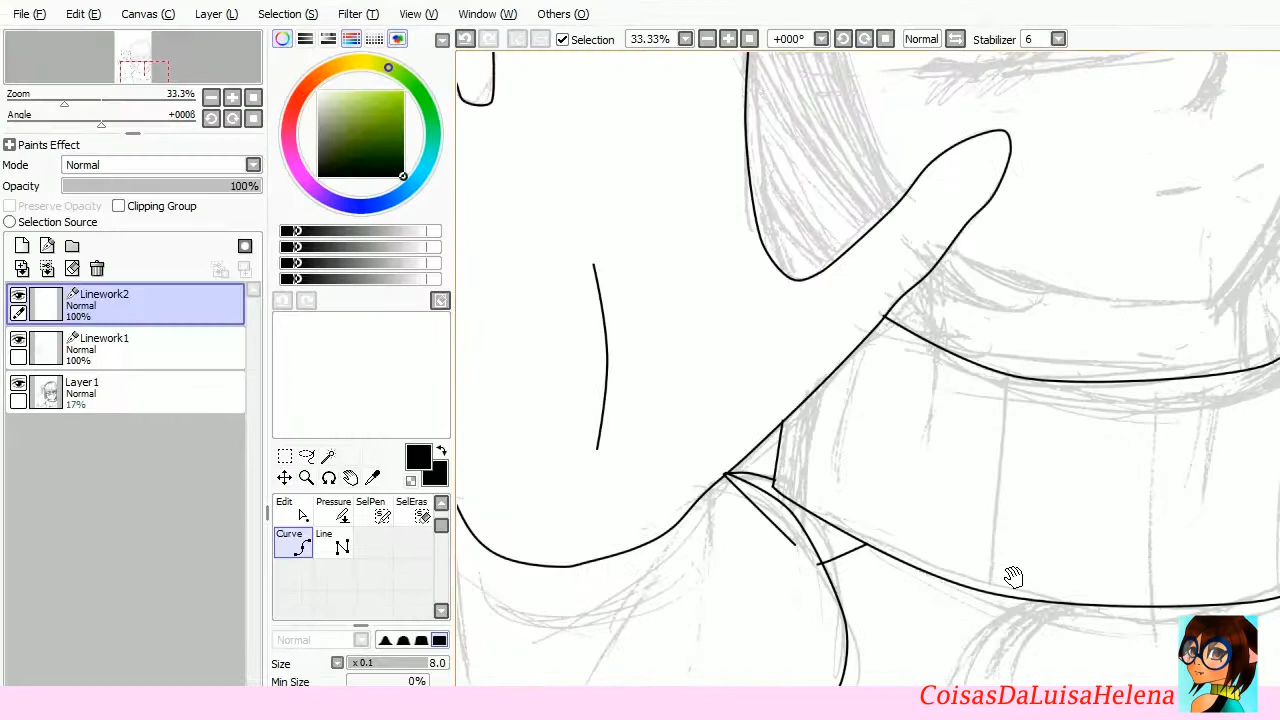 File (F) Edit (E) Canvas (C) Layer (L) Selection (S) Filter (T) View (V) Window (W) Others (O)
Selection 33.33% +000° Normal Stabilizer 6
Zoom 33.3%
Angle +0008
Paints Effect
Mode Normal
Opacity 100%
Preserve Opacity Clipping Group
Selection Source
Linework2
Normal
100%
Linework1
Normal
100%
Layer1
Normal
17%
Edit Pressure SelPen SelEras
Curve Line
Normal
Size x 0.1 8.0
Min Size 0%
CoisasDaLuisaHelena